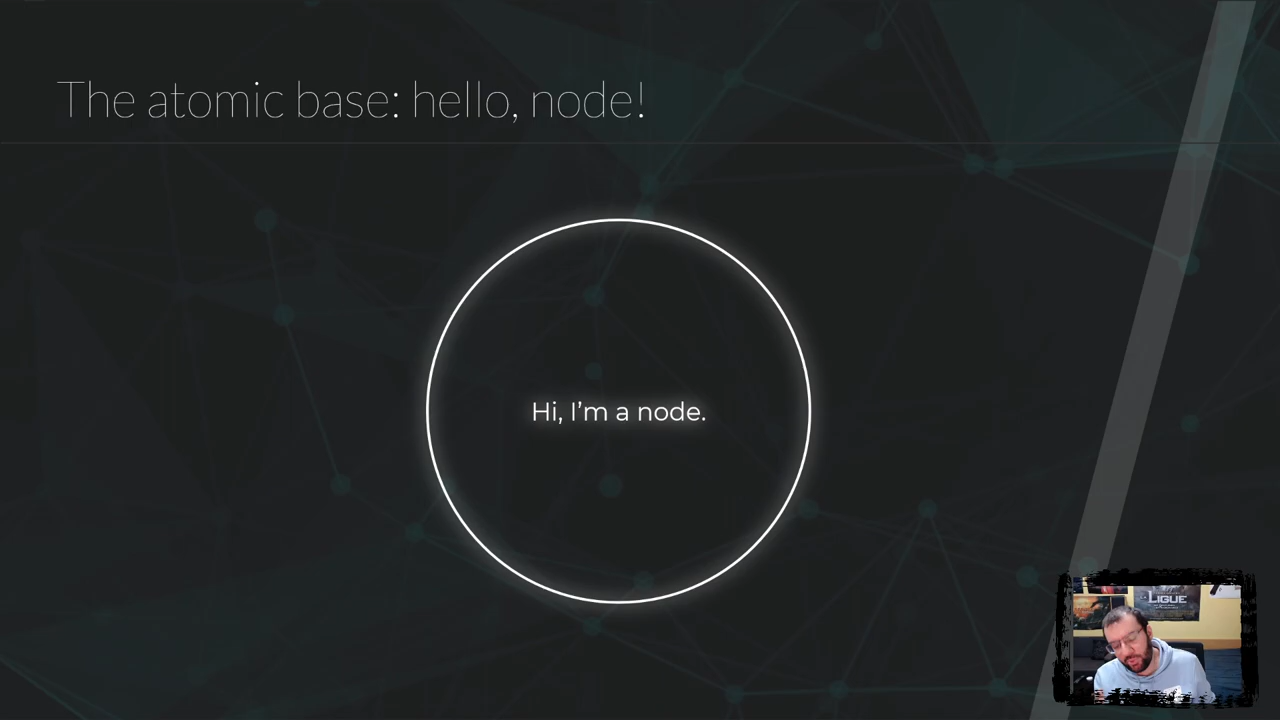 The atomic base: hello, node!
Hi, I’m a node.
LIGUE